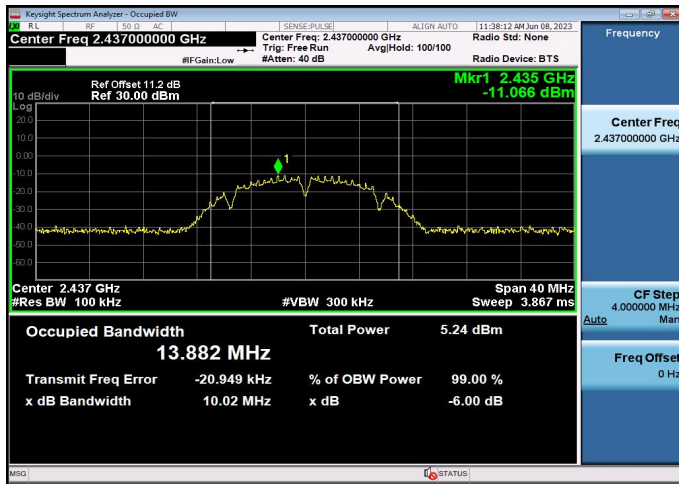 Keysight Spectrum Analyzer - Occupied BW
RL RF 50 Ω AC SENSE:PULSE ALIGN AUTO 11:38:12 AM Jun 08, 2023
Center Freq 2.437000000 GHz
Center Freq: 2.437000000 GHz Radio Std: None
Trig: Free Run Avg|Hold: 100/100
#IFGain:Low #Atten: 40 dB Radio Device: BTS
Frequency
Ref Offset 11.2 dB
10 dB/div Ref 30.00 dBm
Mkr1 2.435 GHz
-11.066 dBm
Log
20.0
10.0
0.00
1
-10.0
-20.0
-30.0
-40.0
-50.0
-60.0
Center 2.437 GHz Span 40 MHz
#Res BW 100 kHz #VBW 300 kHz Sweep 3.867 ms
Occupied Bandwidth Total Power 5.24 dBm
13.882 MHz
Transmit Freq Error -20.949 kHz % of OBW Power 99.00 %
x dB Bandwidth 10.02 MHz x dB -6.00 dB
Center Freq
2.437000000 GHz
CF Step
4.000000 MHz
Auto Man
Freq Offset
0 Hz
MSG STATUS